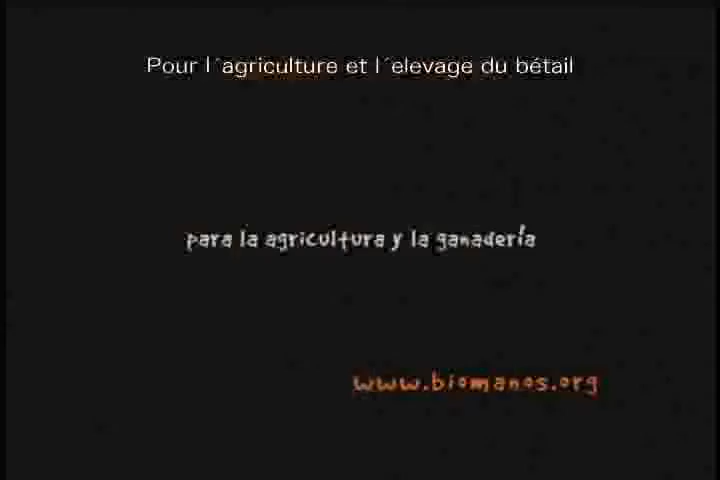 Pour l´agriculture et l´elevage du bétail
para la agricultura y la ganadería
www.biomanos.org